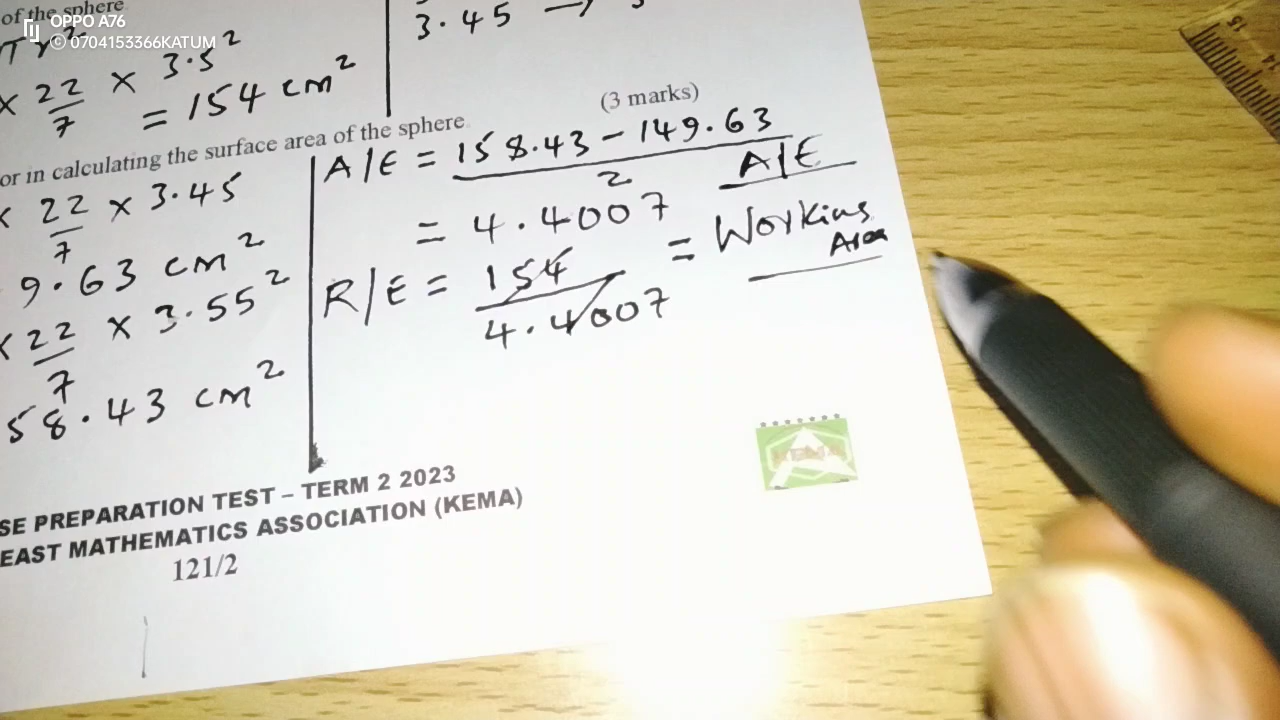 of the sphere
OPPO A76
© 0704153366KATUM
π r²
× 22/7 × 3.5²
= 154 cm²
3.45 →
(3 marks)
or in calculating the surface area of the sphere
× 22/7 × 3.45
9.63 cm²
× 22/7 × 3.55²
58.43 cm²
A/E = 158.43 - 149.63
2
= 4.4007
R/E = 154
4.4007
= Working
Area
A/E
SE PREPARATION TEST – TERM 2 2023
EAST MATHEMATICS ASSOCIATION (KEMA)
121/2
15
14